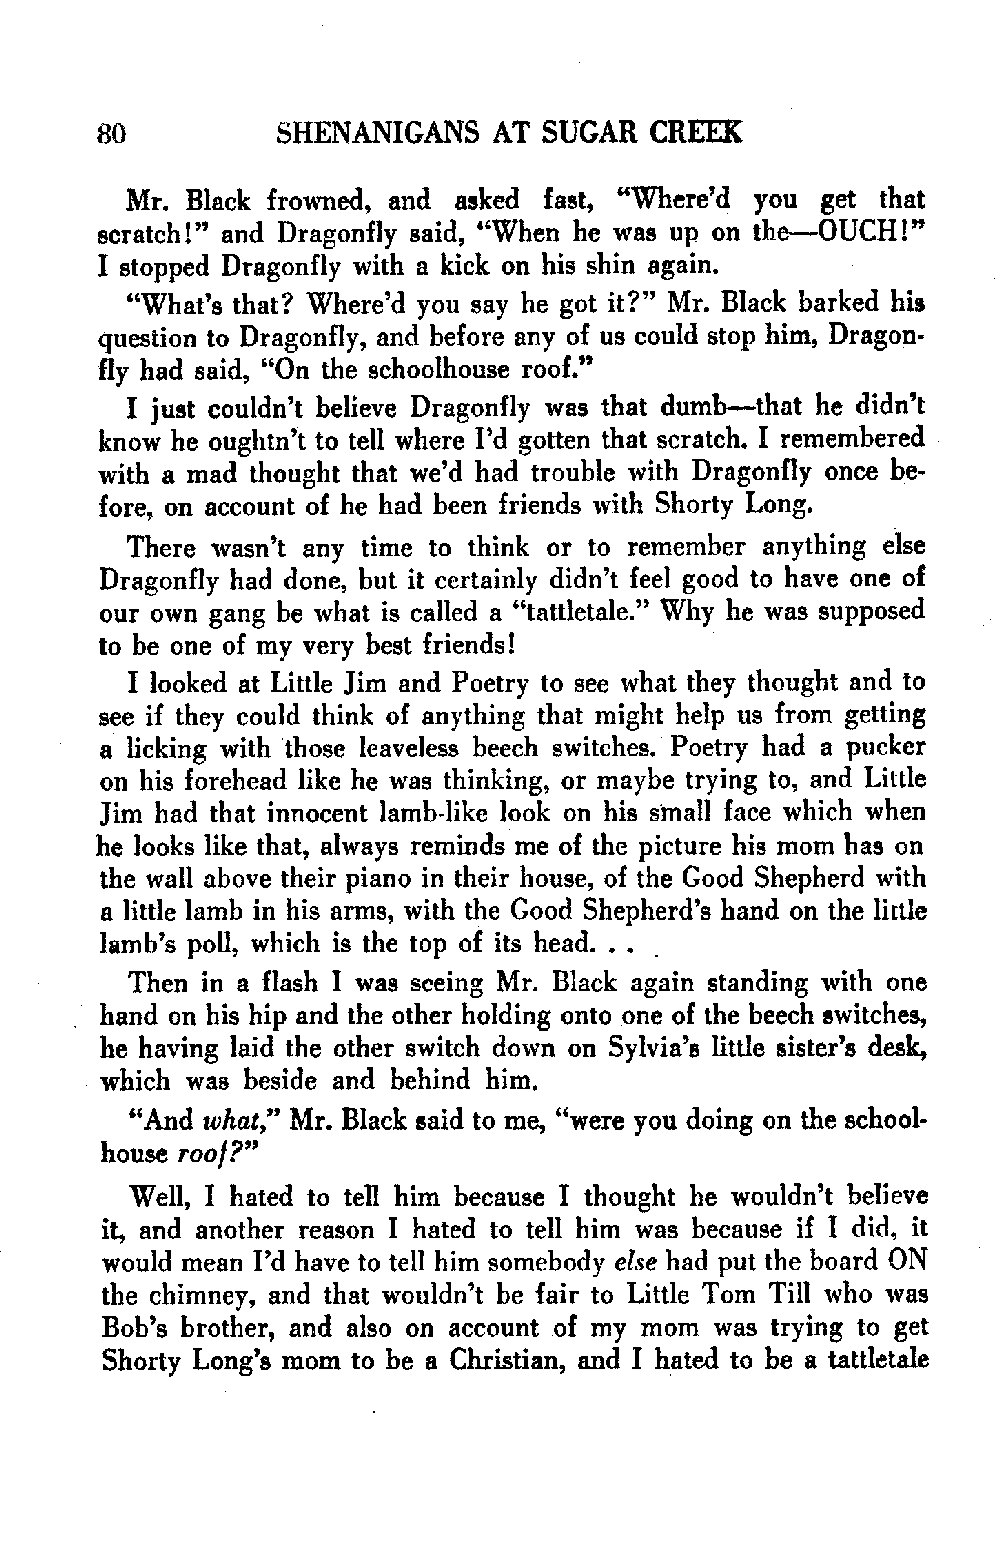 80 SHENANIGANS AT SUGAR CREEK
Mr. Black frowned, and asked fast, “Where’d you get that
scratch!” and Dragonfly said, “When he was up on the—OUCH!”
I stopped Dragonfly with a kick on his shin again.
“What’s that? Where’d you say he got it?” Mr. Black barked his
question to Dragonfly, and before any of us could stop him, Dragon-
fly had said, “On the schoolhouse roof.”
I just couldn’t believe Dragonfly was that dumb—that he didn’t
know he oughtn’t to tell where I’d gotten that scratch. I remembered
with a mad thought that we’d had trouble with Dragonfly once be-
fore, on account of he had been friends with Shorty Long.
There wasn’t any time to think or to remember anything else
Dragonfly had done, but it certainly didn’t feel good to have one of
our own gang be what is called a “tattletale.” Why he was supposed
to be one of my very best friends!
I looked at Little Jim and Poetry to see what they thought and to
see if they could think of anything that might help us from getting
a licking with those leaveless beech switches. Poetry had a pucker
on his forehead like he was thinking, or maybe trying to, and Little
Jim had that innocent lamb-like look on his small face which when
he looks like that, always reminds me of the picture his mom has on
the wall above their piano in their house, of the Good Shepherd with
a little lamb in his arms, with the Good Shepherd’s hand on the little
lamb’s poll, which is the top of its head. . . .
Then in a flash I was seeing Mr. Black again standing with one
hand on his hip and the other holding onto one of the beech switches,
he having laid the other switch down on Sylvia’s little sister’s desk,
which was beside and behind him.
“And what,” Mr. Black said to me, “were you doing on the school-
house roof?”
Well, I hated to tell him because I thought he wouldn’t believe
it, and another reason I hated to tell him was because if I did, it
would mean I’d have to tell him somebody else had put the board ON
the chimney, and that wouldn’t be fair to Little Tom Till who was
Bob’s brother, and also on account of my mom was trying to get
Shorty Long’s mom to be a Christian, and I hated to be a tattletale